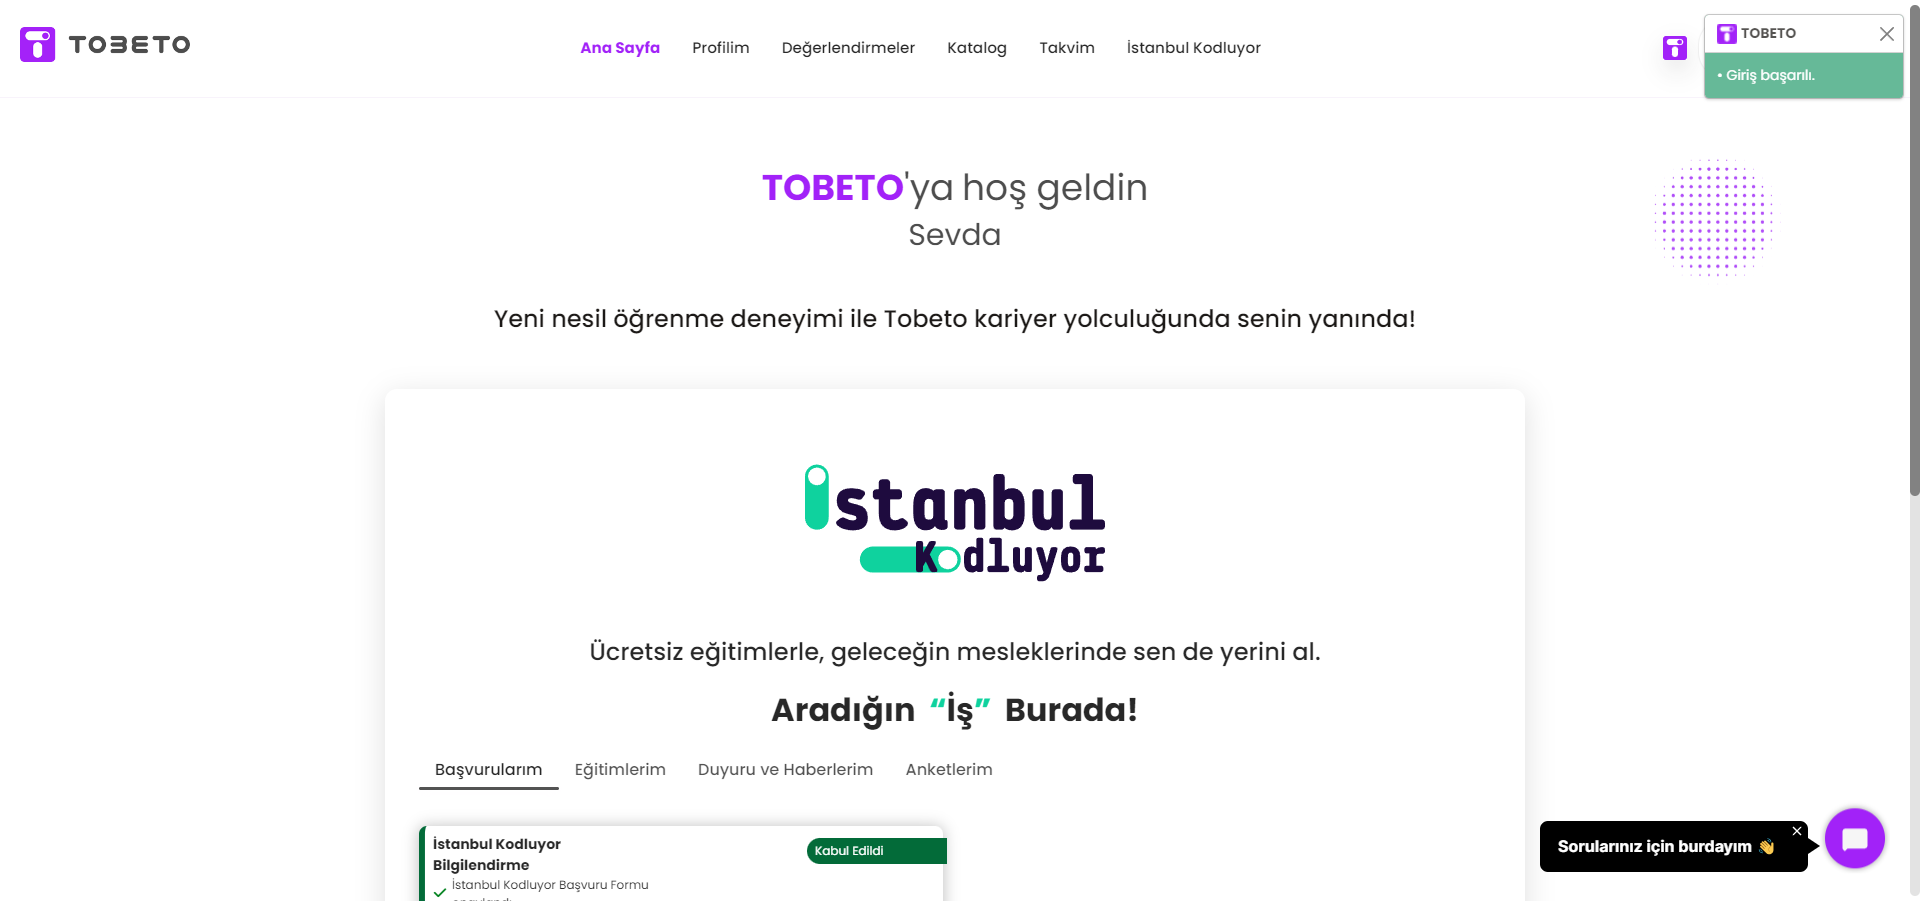 TOBETO
Ana Sayfa Profilim Değerlendirmeler Katalog Takvim İstanbul Kodluyor
TOBETO
• Giriş başarılı.
TOBETO'ya hoş geldin
Sevda
Yeni nesil öğrenme deneyimi ile Tobeto kariyer yolculuğunda senin yanında!
istanbul
Kodluyor
Ücretsiz eğitimlerle, geleceğin mesleklerinde sen de yerini al.
Aradığın “İş” Burada!
Başvurularım Eğitimlerim Duyuru ve Haberlerim Anketlerim
İstanbul Kodluyor
Bilgilendirme
Kabul Edildi
İstanbul Kodluyor Başvuru Formu
Sorularınız için burdayım 👋